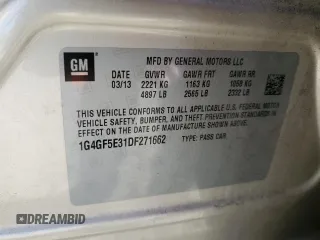 GM
MFD BY GENERAL MOTORS LLC
DATE GVWR GAWR FRT GAWR RR
03/13 2221 KG 1163 KG 1058 KG
4897 LB 2565 LB 2332 LB
THIS VEHICLE CONFORMS TO ALL APPLICABLE U.S. FEDERAL MOTOR
VEHICLE SAFETY, BUMPER, AND THEFT PREVENTION STANDARDS IN
EFFECT ON THE DATE OF MANUFACTURE SHOWN ABOVE.
1G4GF5E31DF271662 TYPE: PASS CAR
DREAMBID